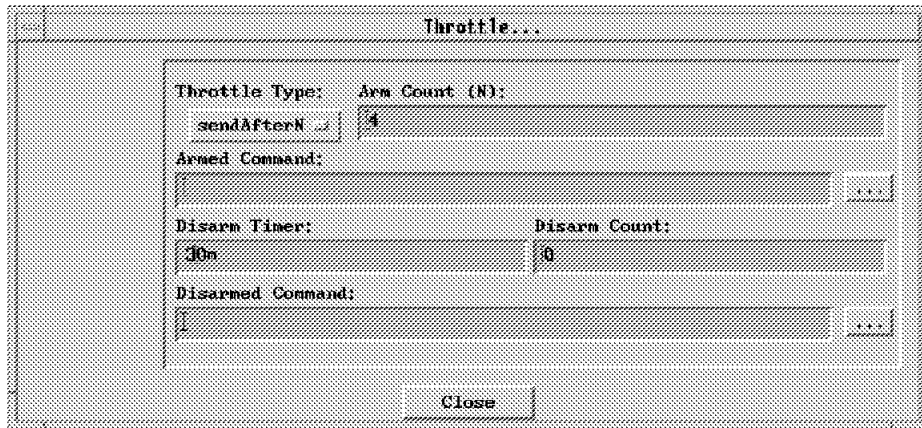 Throttle...
Throttle Type: Arm Count (N):
sendAfterN 4
Armed Command:
...
Disarm Timer: Disarm Count:
30m 0
Disarmed Command:
...
Close